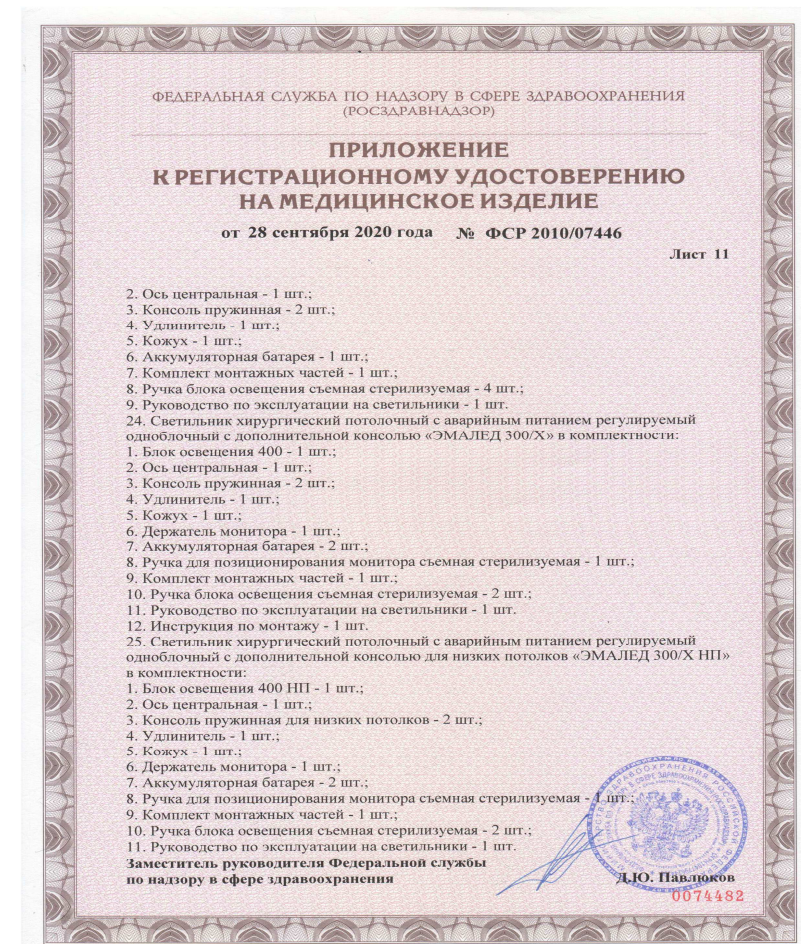 ФЕДЕРАЛЬНАЯ СЛУЖБА ПО НАДЗОРУ В СФЕРЕ ЗДРАВООХРАНЕНИЯ
(РОСЗДРАВНАДЗОР)
ПРИЛОЖЕНИЕ
К РЕГИСТРАЦИОННОМУ УДОСТОВЕРЕНИЮ
НА МЕДИЦИНСКОЕ ИЗДЕЛИЕ
от 28 сентября 2020 года № ФСР 2010/07446
Лист 11
2. Ось центральная - 1 шт.;
3. Консоль пружинная - 2 шт.;
4. Удлинитель - 1 шт.;
5. Кожух - 1 шт.;
6. Аккумуляторная батарея - 1 шт.;
7. Комплект монтажных частей - 1 шт.;
8. Ручка блока освещения съемная стерилизуемая - 4 шт.;
9. Руководство по эксплуатации на светильники - 1 шт.
24. Светильник хирургический потолочный с аварийным питанием регулируемый
одноблочный с дополнительной консолью «ЭМАЛЕД 300/Х» в комплектности:
1. Блок освещения 400 - 1 шт.;
2. Ось центральная - 1 шт.;
3. Консоль пружинная - 2 шт.;
4. Удлинитель - 1 шт.;
5. Кожух - 1 шт.;
6. Держатель монитора - 1 шт.;
7. Аккумуляторная батарея - 2 шт.;
8. Ручка для позиционирования монитора съемная стерилизуемая - 1 шт.;
9. Комплект монтажных частей - 1 шт.;
10. Ручка блока освещения съемная стерилизуемая - 2 шт.;
11. Руководство по эксплуатации на светильники - 1 шт.
12. Инструкция по монтажу - 1 шт.
25. Светильник хирургический потолочный с аварийным питанием регулируемый
одноблочный с дополнительной консолью для низких потолков «ЭМАЛЕД 300/Х НП»
в комплектности:
1. Блок освещения 400 НП - 1 шт.;
2. Ось центральная - 1 шт.;
3. Консоль пружинная для низких потолков - 2 шт.;
4. Удлинитель - 1 шт.;
5. Кожух - 1 шт.;
6. Держатель монитора - 1 шт.;
7. Аккумуляторная батарея - 2 шт.;
8. Ручка для позиционирования монитора съемная стерилизуемая - 1 шт.;
9. Комплект монтажных частей - 1 шт.;
10. Ручка блока освещения съемная стерилизуемая - 2 шт.;
11. Руководство по эксплуатации на светильники - 1 шт.
Заместитель руководителя Федеральной службы
по надзору в сфере здравоохранения
Д.Ю. Павлюков
0074482